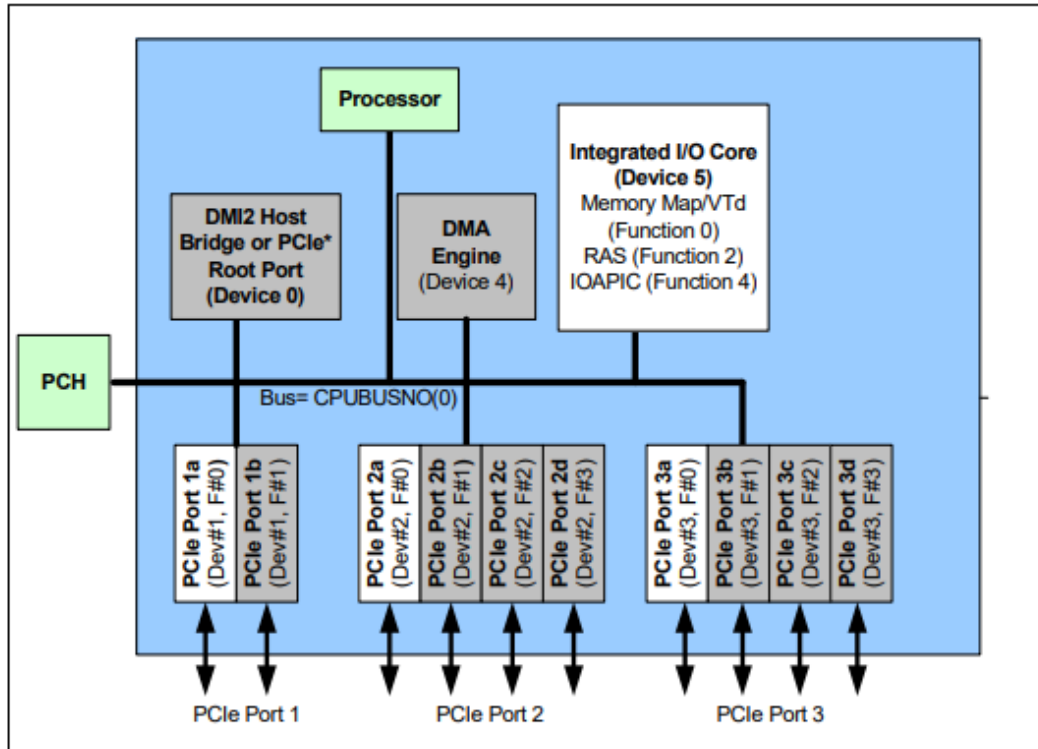 Processor
Integrated I/O Core
(Device 5)
Memory Map/VTd
(Function 0)
RAS (Function 2)
IOAPIC (Function 4)
DMI2 Host
Bridge or PCIe*
Root Port
(Device 0)
DMA
Engine
(Device 4)
PCH
Bus= CPUBUSNO(0)
PCIe Port 1a
(Dev#1, F#0)
PCIe Port 1b
(Dev#1, F#1)
PCIe Port 2a
(Dev#2, F#0)
PCIe Port 2b
(Dev#2, F#1)
PCIe Port 2c
(Dev#2, F#2)
PCIe Port 2d
(Dev#2, F#3)
PCIe Port 3a
(Dev#3, F#0)
PCIe Port 3b
(Dev#3, F#1)
PCIe Port 3c
(Dev#3, F#2)
PCIe Port 3d
(Dev#3, F#3)
PCIe Port 1
PCIe Port 2
PCIe Port 3